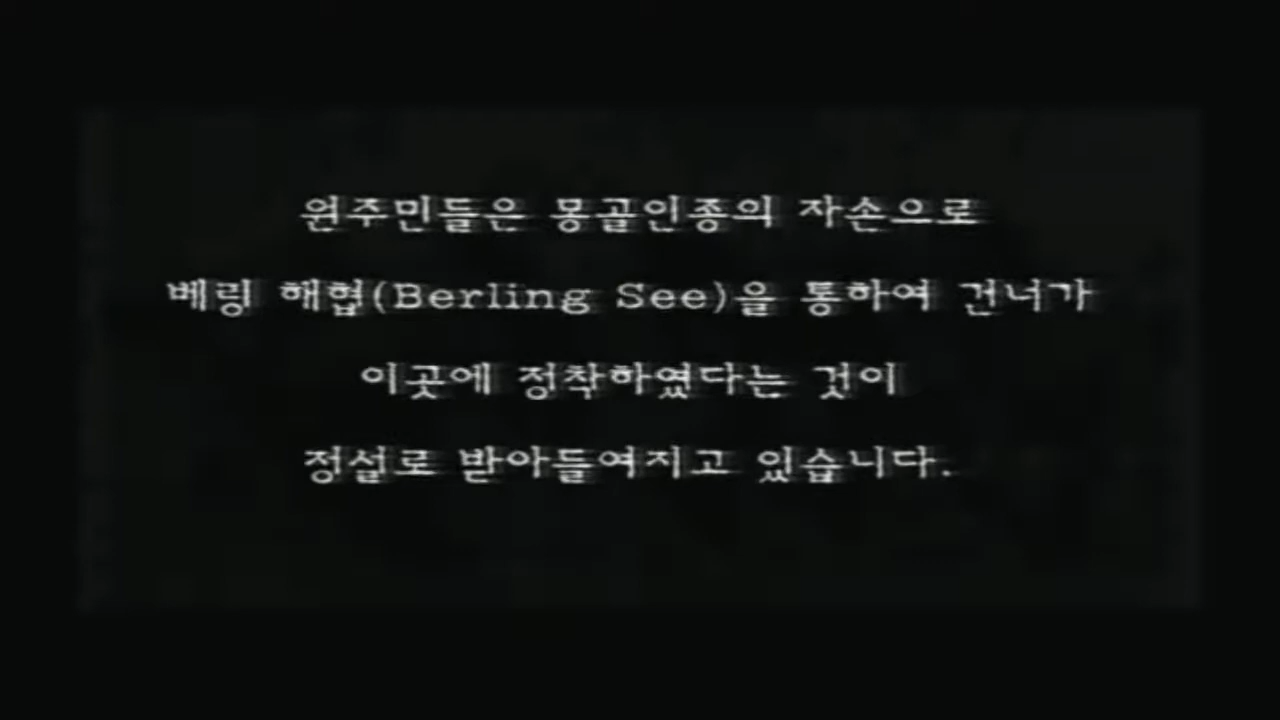 원주민들은 몽골인종의 자손으로
베링 해협(Berling See)을 통하여 건너가
이곳에 정착하였다는 것이
정설로 받아들여지고 있습니다.